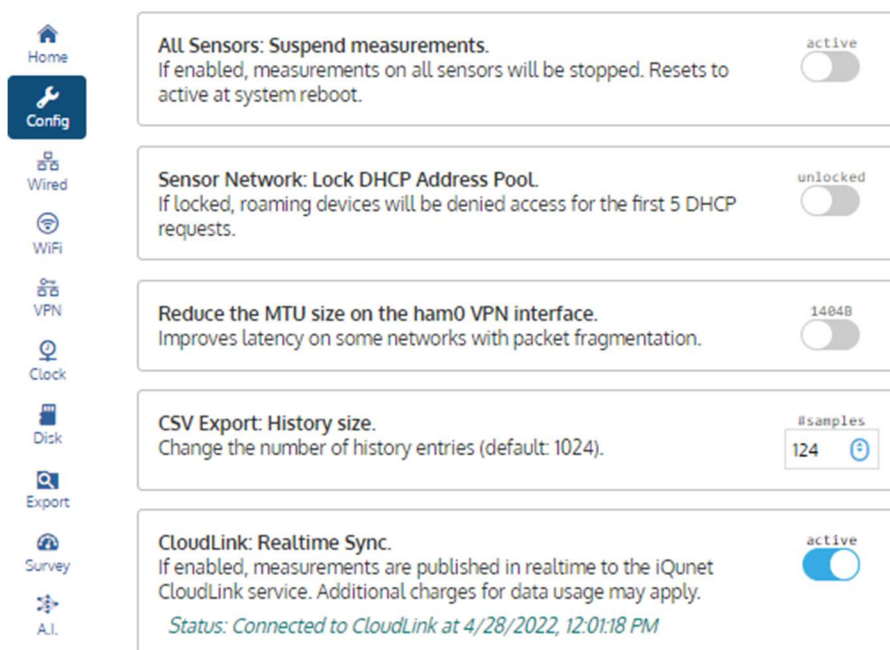 Home
Config
Wired
WiFi
VPN
Clock
Disk
Export
Survey
A.I.
All Sensors: Suspend measurements.
If enabled, measurements on all sensors will be stopped. Resets to
active at system reboot.
active
Sensor Network: Lock DHCP Address Pool.
If locked, roaming devices will be denied access for the first 5 DHCP
requests.
unlocked
Reduce the MTU size on the ham0 VPN interface.
Improves latency on some networks with packet fragmentation.
1404B
CSV Export: History size.
Change the number of history entries (default: 1024).
#samples
124
CloudLink: Realtime Sync.
If enabled, measurements are published in realtime to the iQunet
CloudLink service. Additional charges for data usage may apply.
Status: Connected to CloudLink at 4/28/2022, 12:01:18 PM
active